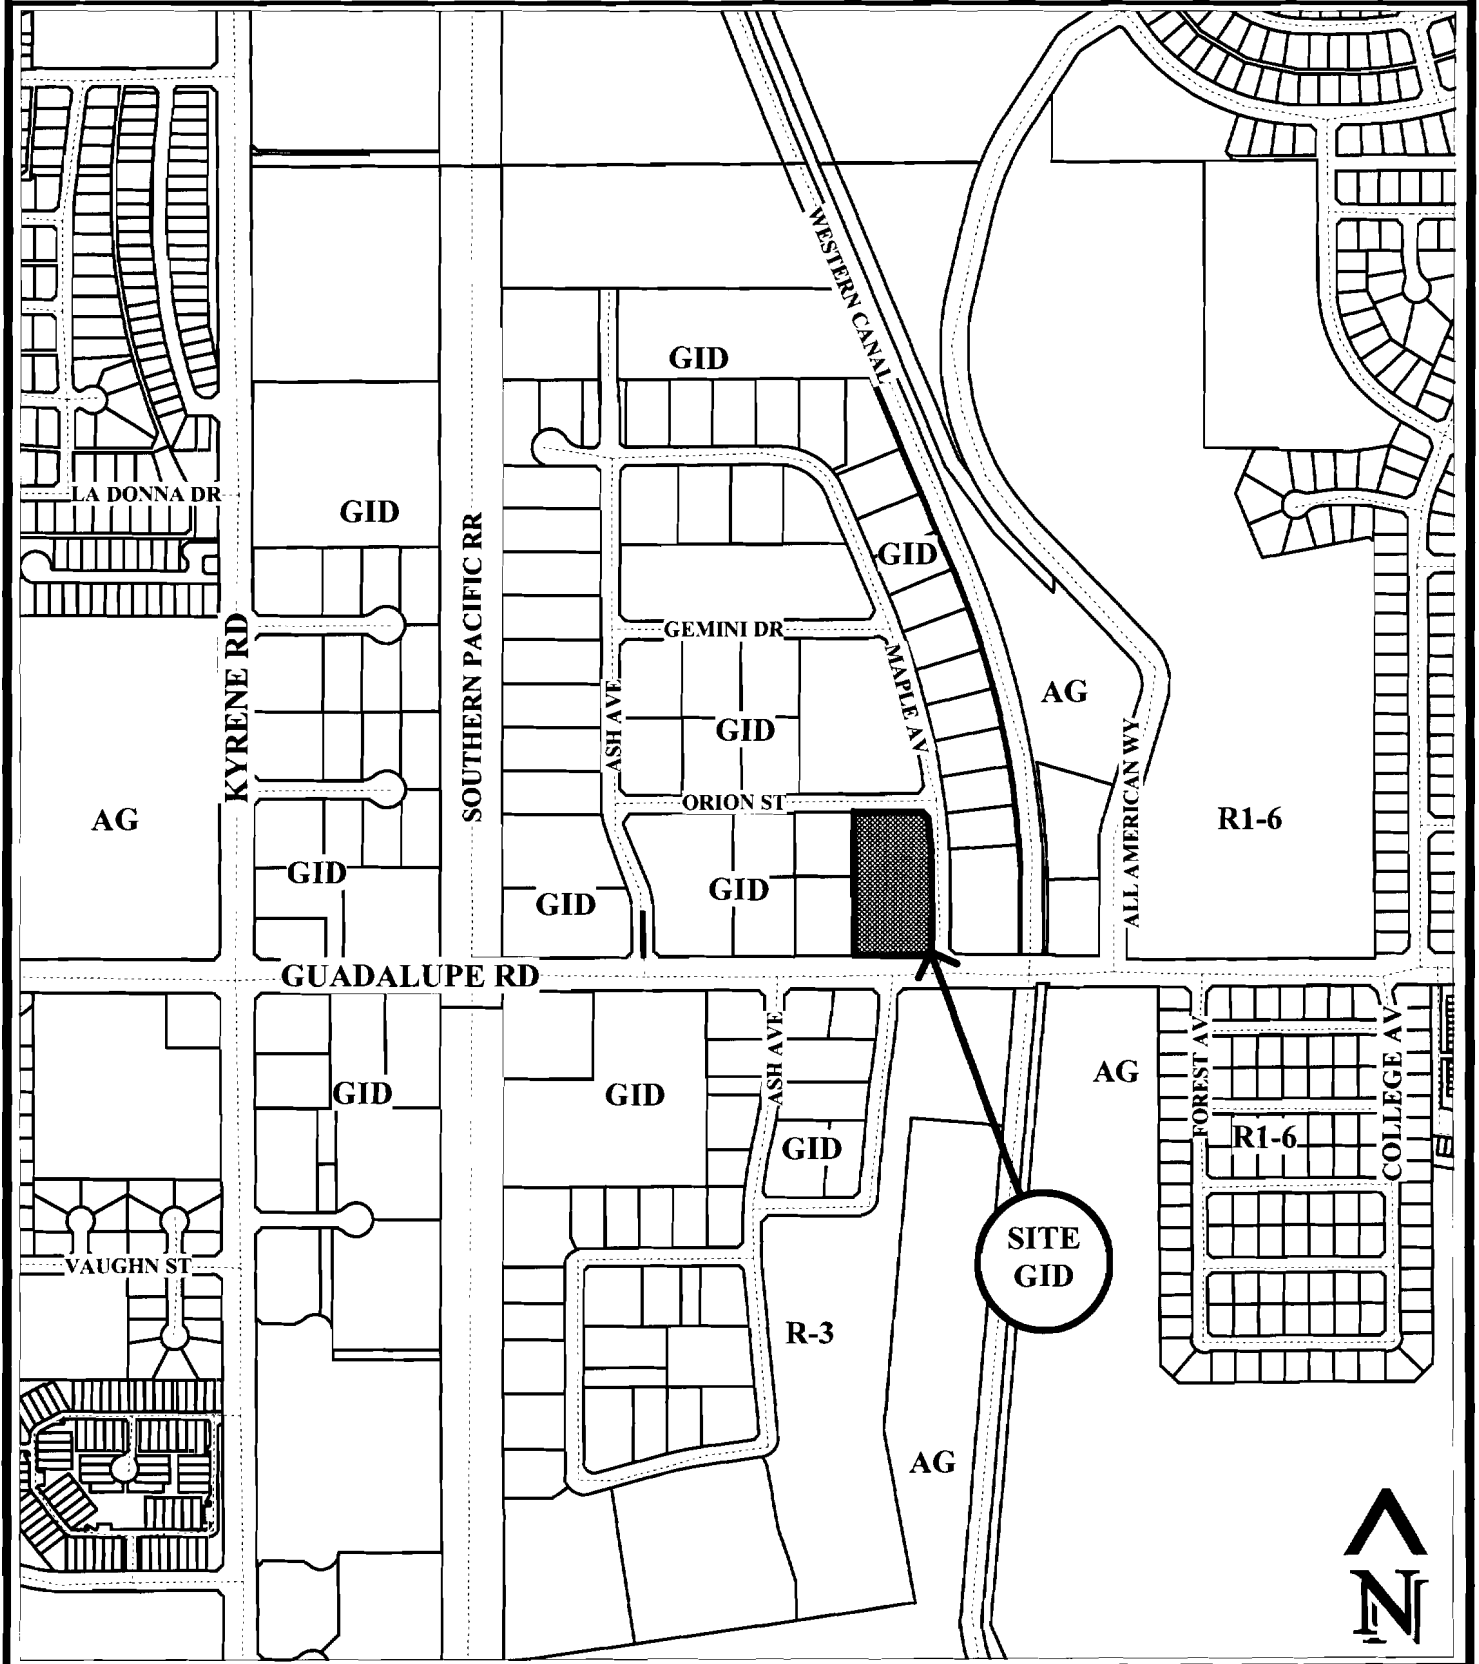 WESTERN CANAL
GID
LA DONNA DR
GID
SOUTHERN PACIFIC RR
GID
KYRENE RD
GEMINI DR
MAPLE AV
ASH AVE
GID
AG
ALL AMERICAN WY
ORION ST
AG
R1-6
GID
GID
GID
GUADALUPE RD
ASH AVE
FOREST AV
COLLEGE AV
GID
GID
AG
R1-6
GID
SITE
GID
VAUGHN ST
R-3
AG
N